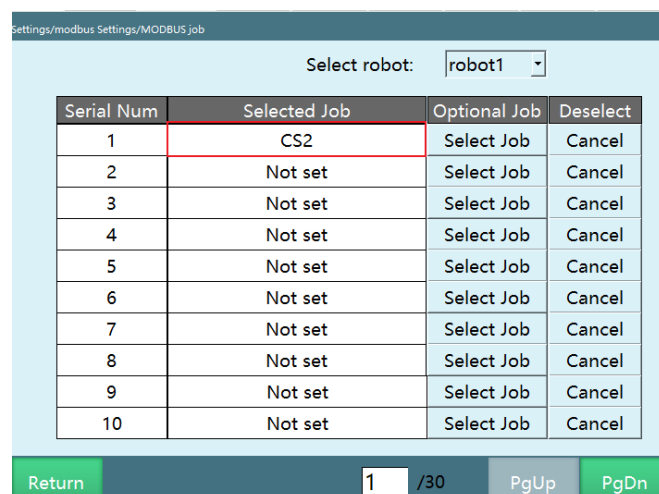 Settings/modbus Settings/MODBUS job
Select robot: robot1
Serial Num Selected Job Optional Job Deselect
1 CS2 Select Job Cancel
2 Not set Select Job Cancel
3 Not set Select Job Cancel
4 Not set Select Job Cancel
5 Not set Select Job Cancel
6 Not set Select Job Cancel
7 Not set Select Job Cancel
8 Not set Select Job Cancel
9 Not set Select Job Cancel
10 Not set Select Job Cancel
Return 1 /30 PgUp PgDn